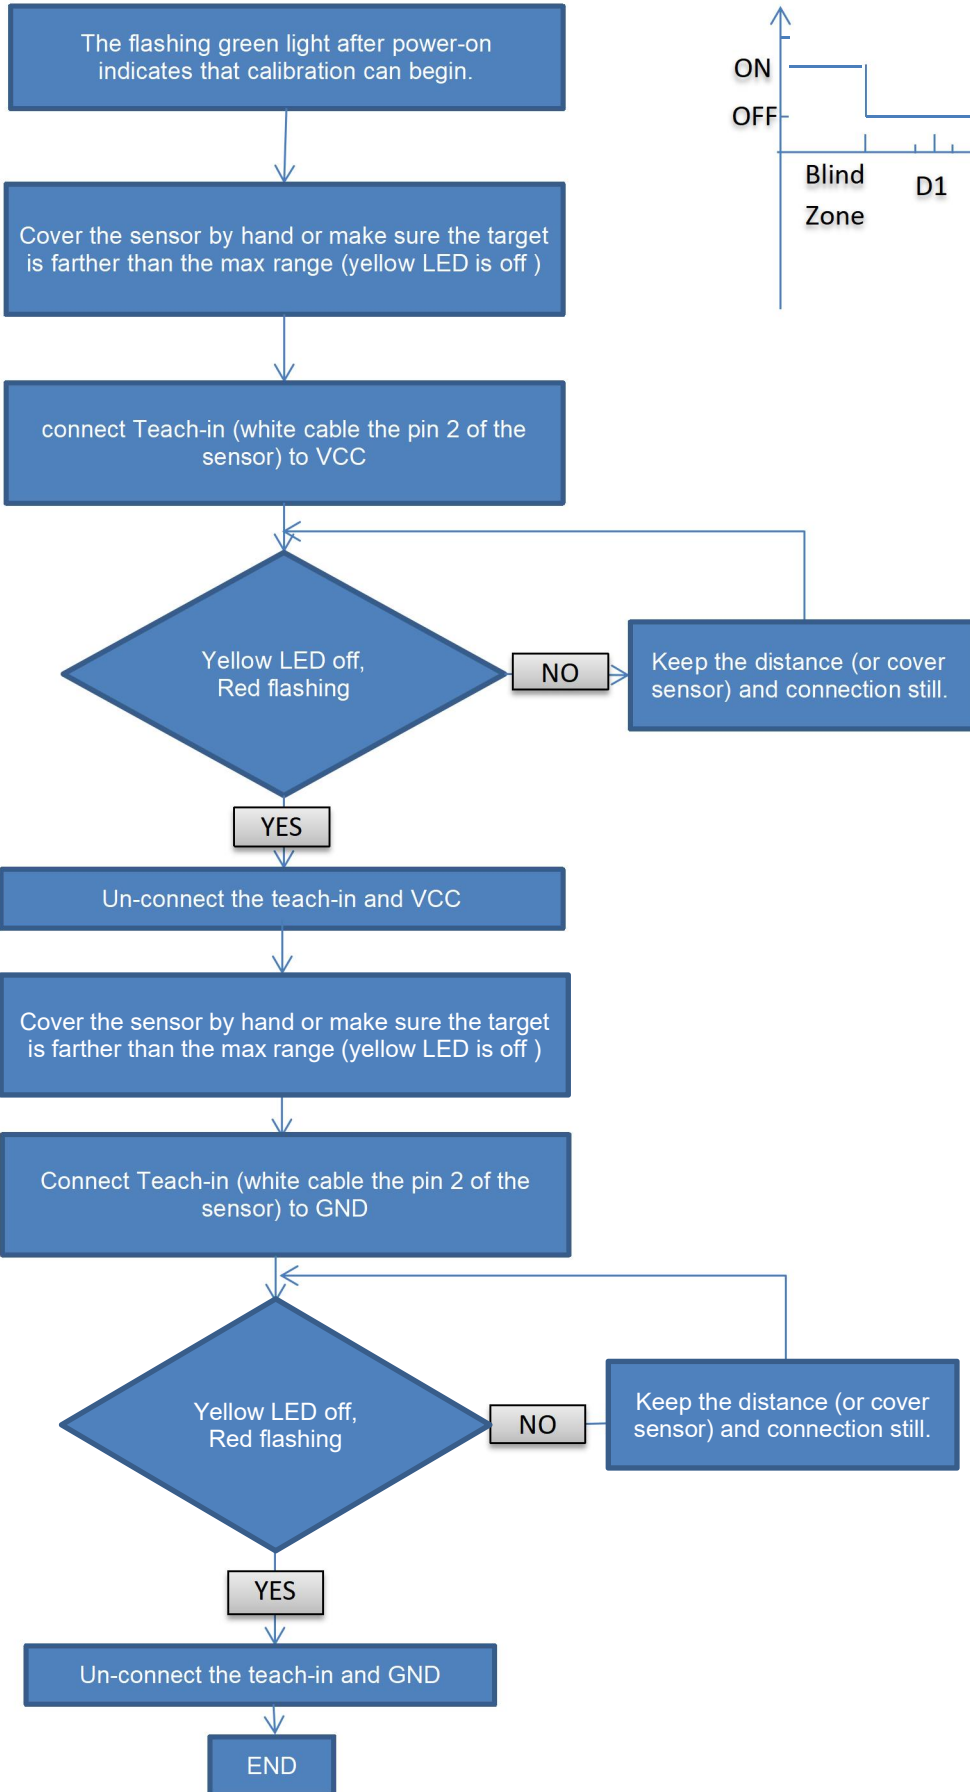 The flashing green light after power-on
indicates that calibration can begin.
ON
OFF
Blind
Zone
D1
Cover the sensor by hand or make sure the target
is farther than the max range (yellow LED is off )
connect Teach-in (white cable the pin 2 of the
sensor) to VCC
Yellow LED off,
Red flashing
NO
Keep the distance (or cover
sensor) and connection still.
YES
Un-connect the teach-in and VCC
Cover the sensor by hand or make sure the target
is farther than the max range (yellow LED is off )
Connect Teach-in (white cable the pin 2 of the
sensor) to GND
Yellow LED off,
Red flashing
NO
Keep the distance (or cover
sensor) and connection still.
YES
Un-connect the teach-in and GND
END